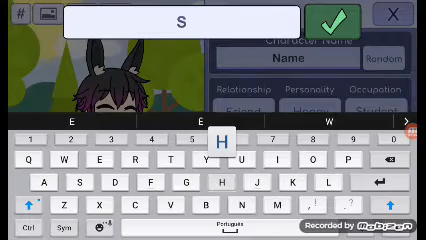 #
S
X
Character Name
Name Random
Relationship Personality Occupation
Friend Happy Student
E É W
1 2 3 4 5 7 8 9 0
H
Q W E R T Y U I O P
A S D F G H J K L
Z X C V B N M , ! . ?
Ctrl Sym Português
Recorded by Mobizen